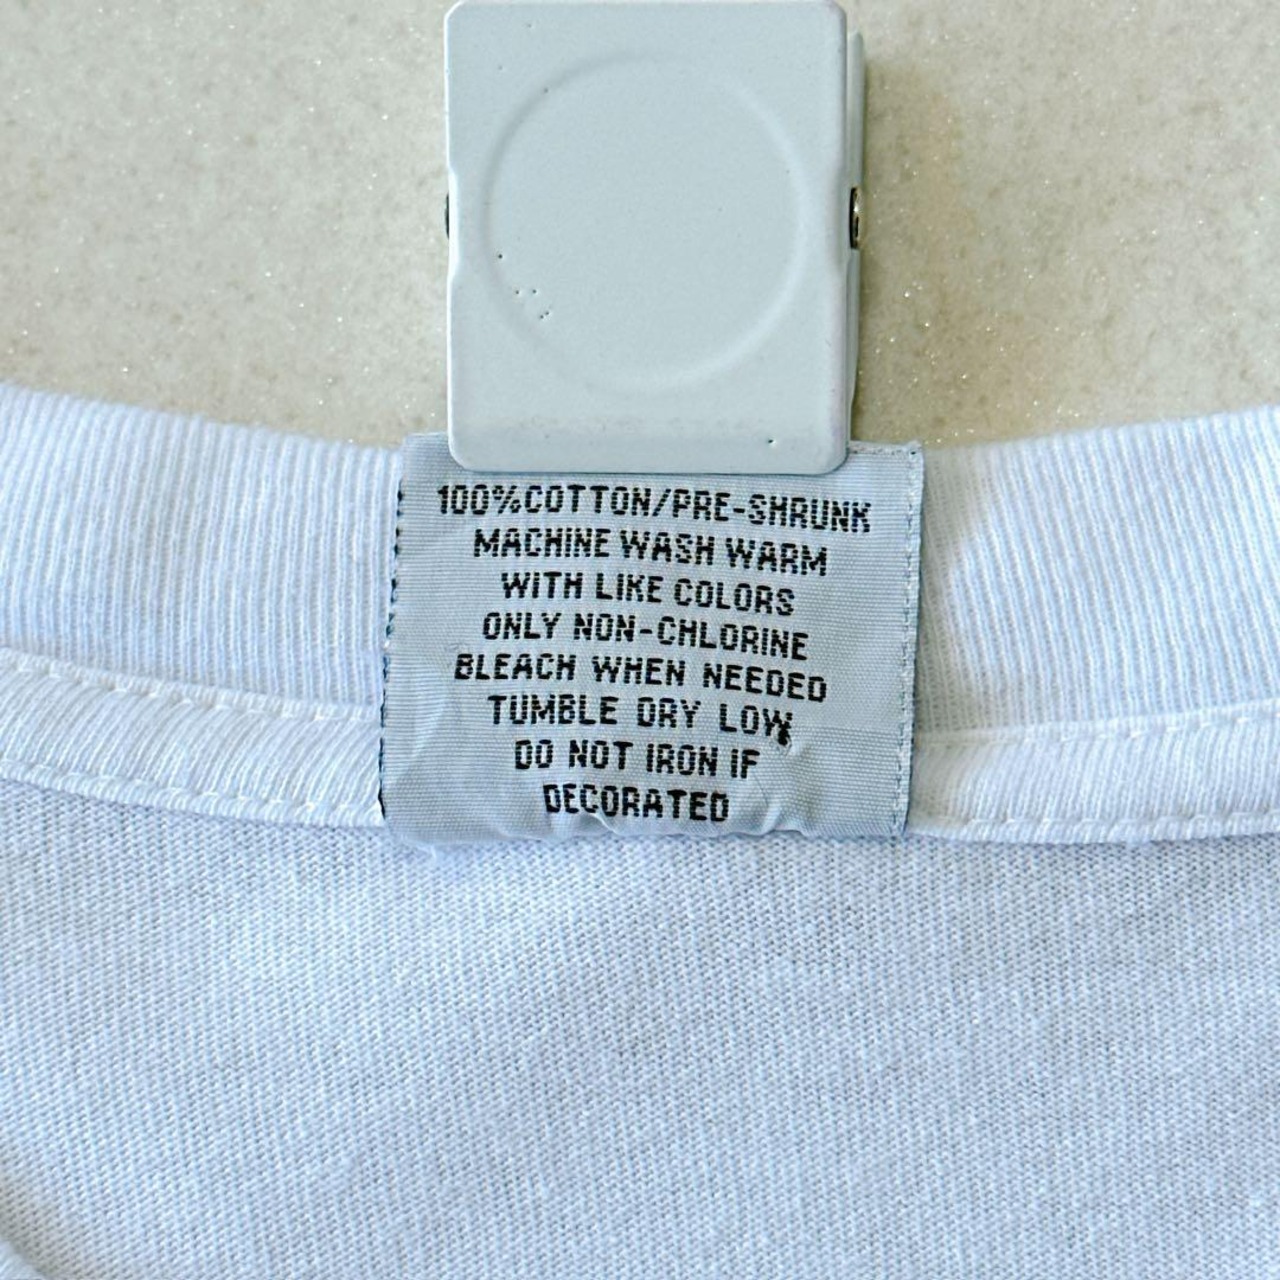 100%COTTON/PRE-SHRUNK
MACHINE WASH WARM
WITH LIKE COLORS
ONLY NON-CHLORINE
BLEACH WHEN NEEDED
TUMBLE DRY LOW
DO NOT IRON IF
DECORATED